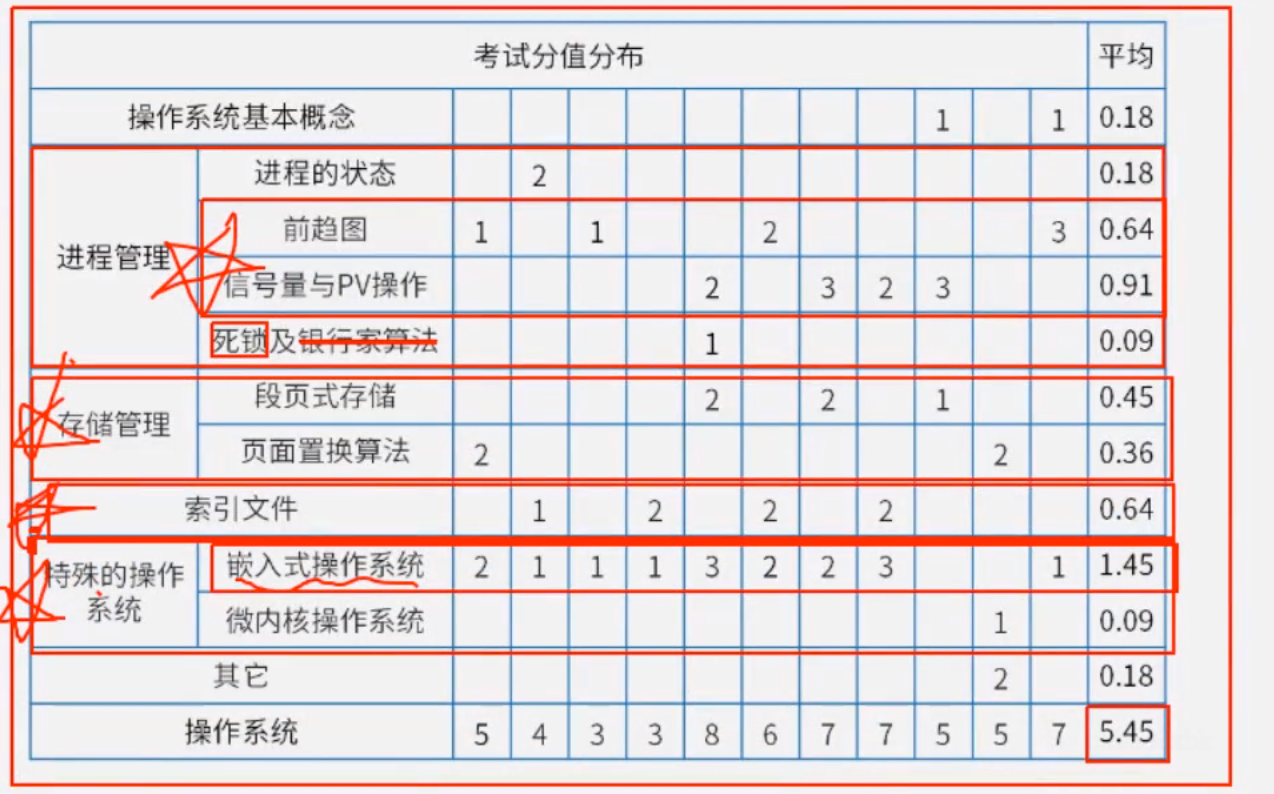 考试分值分布 平均
操作系统基本概念 1 1 0.18
进程管理
进程的状态 2 0.18
前趋图 1 1 2 3 0.64
信号量与PV操作 2 3 2 3 0.91
死锁及银行家算法 1 0.09
存储管理
段页式存储 2 2 1 0.45
页面置换算法 2 2 0.36
索引文件 1 2 2 2 0.64
特殊的操作
系统
嵌入式操作系统 2 1 1 1 3 2 2 3 1 1.45
微内核操作系统 1 0.09
其它 2 0.18
操作系统 5 4 3 3 8 6 7 7 5 5 7 5.45